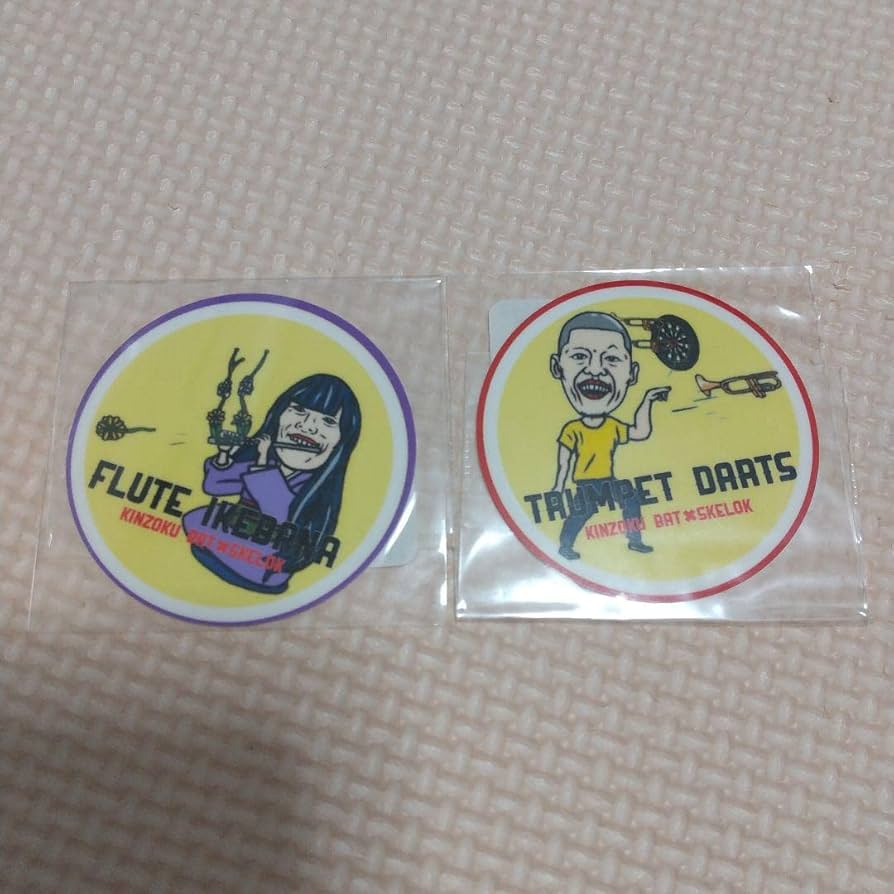 FLUTE IKEBANA
KINZOKU BAT×SKELOK
TRUMPET DARTS
KINZOKU BAT×SKELOK